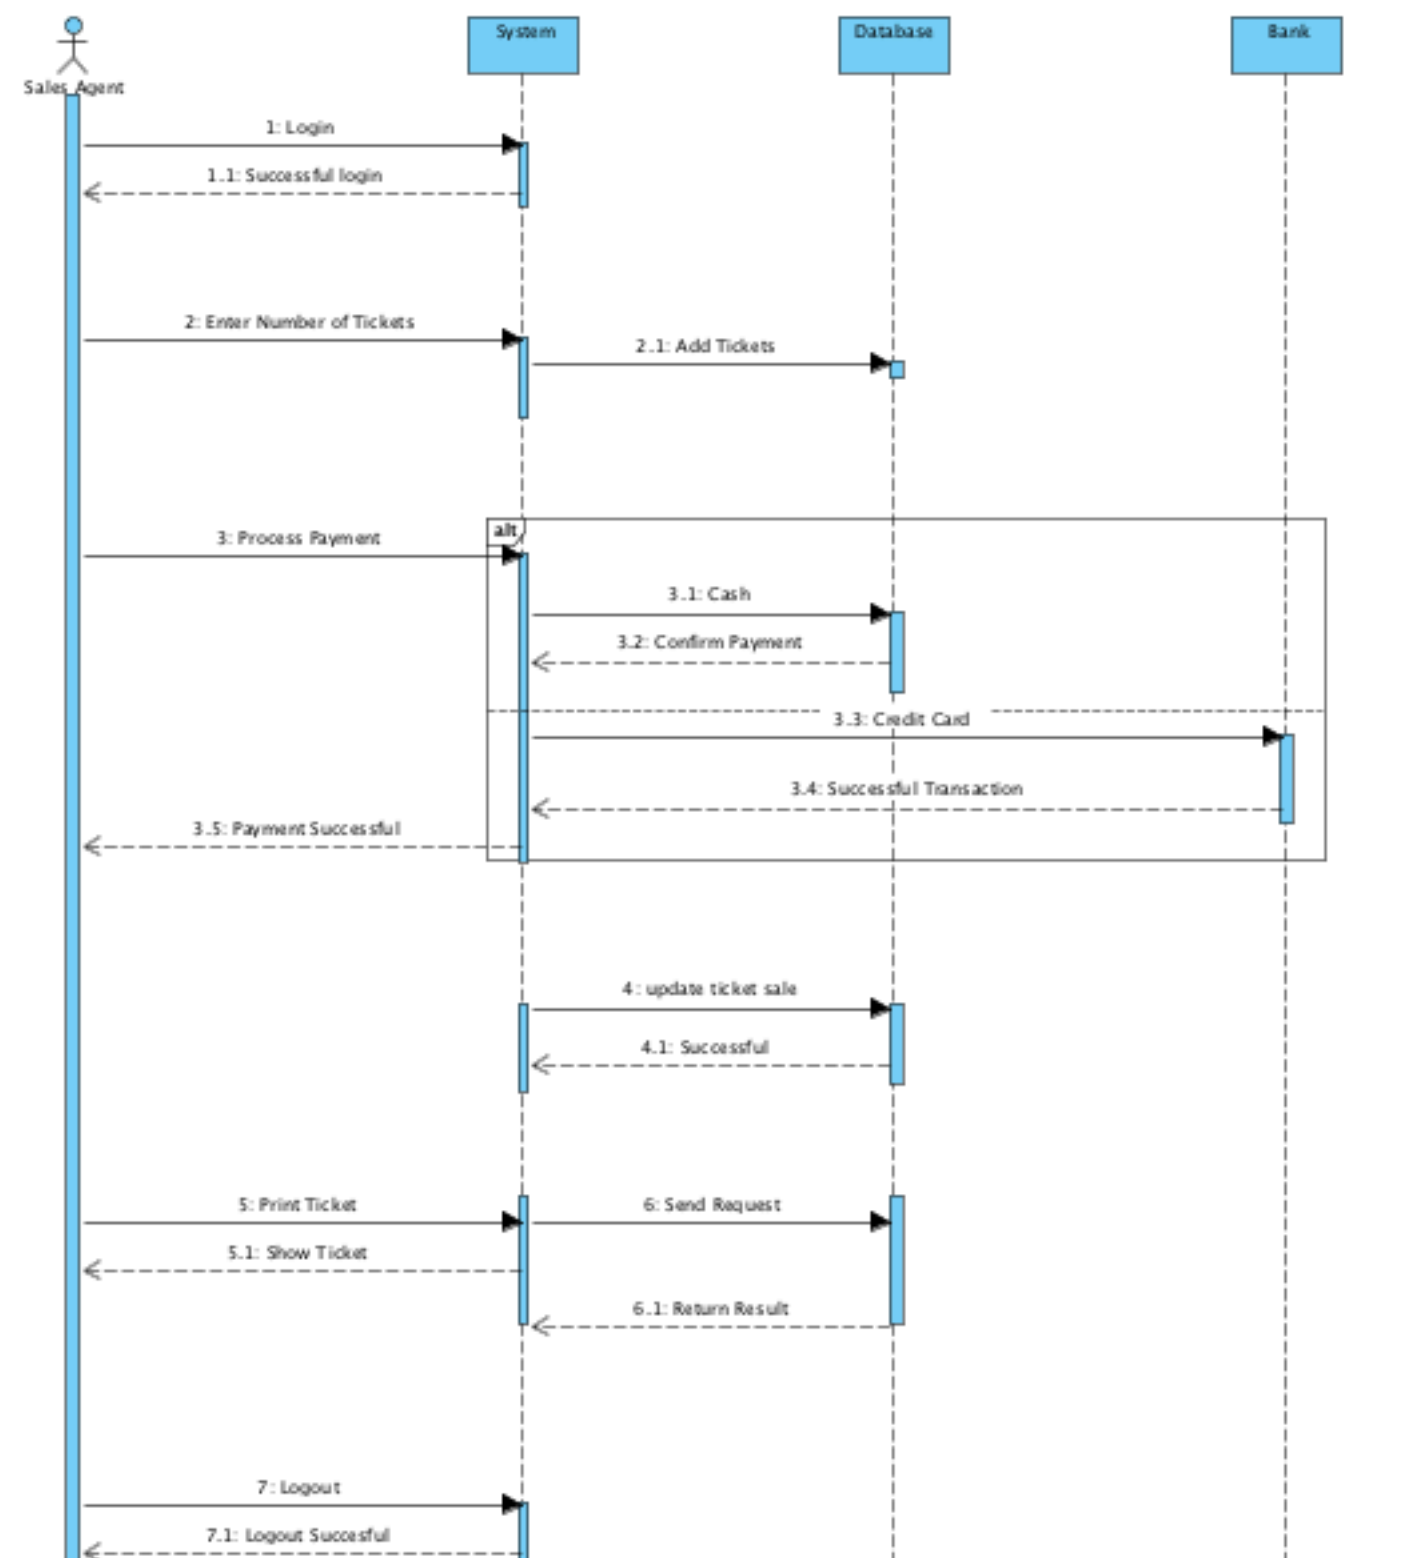 System
Database
Bank
Sales Agent
1: Login
1.1: Successful login
2: Enter Number of Tickets
2.1: Add Tickets
alt
3: Process Payment
3.1: Cash
3.2: Confirm Payment
3.3: Credit Card
3.4: Successful Transaction
3.5: Payment Successful
4: update ticket sale
4.1: Successful
5: Print Ticket
6: Send Request
5.1: Show Ticket
6.1: Return Result
7: Logout
7.1: Logout Succesful